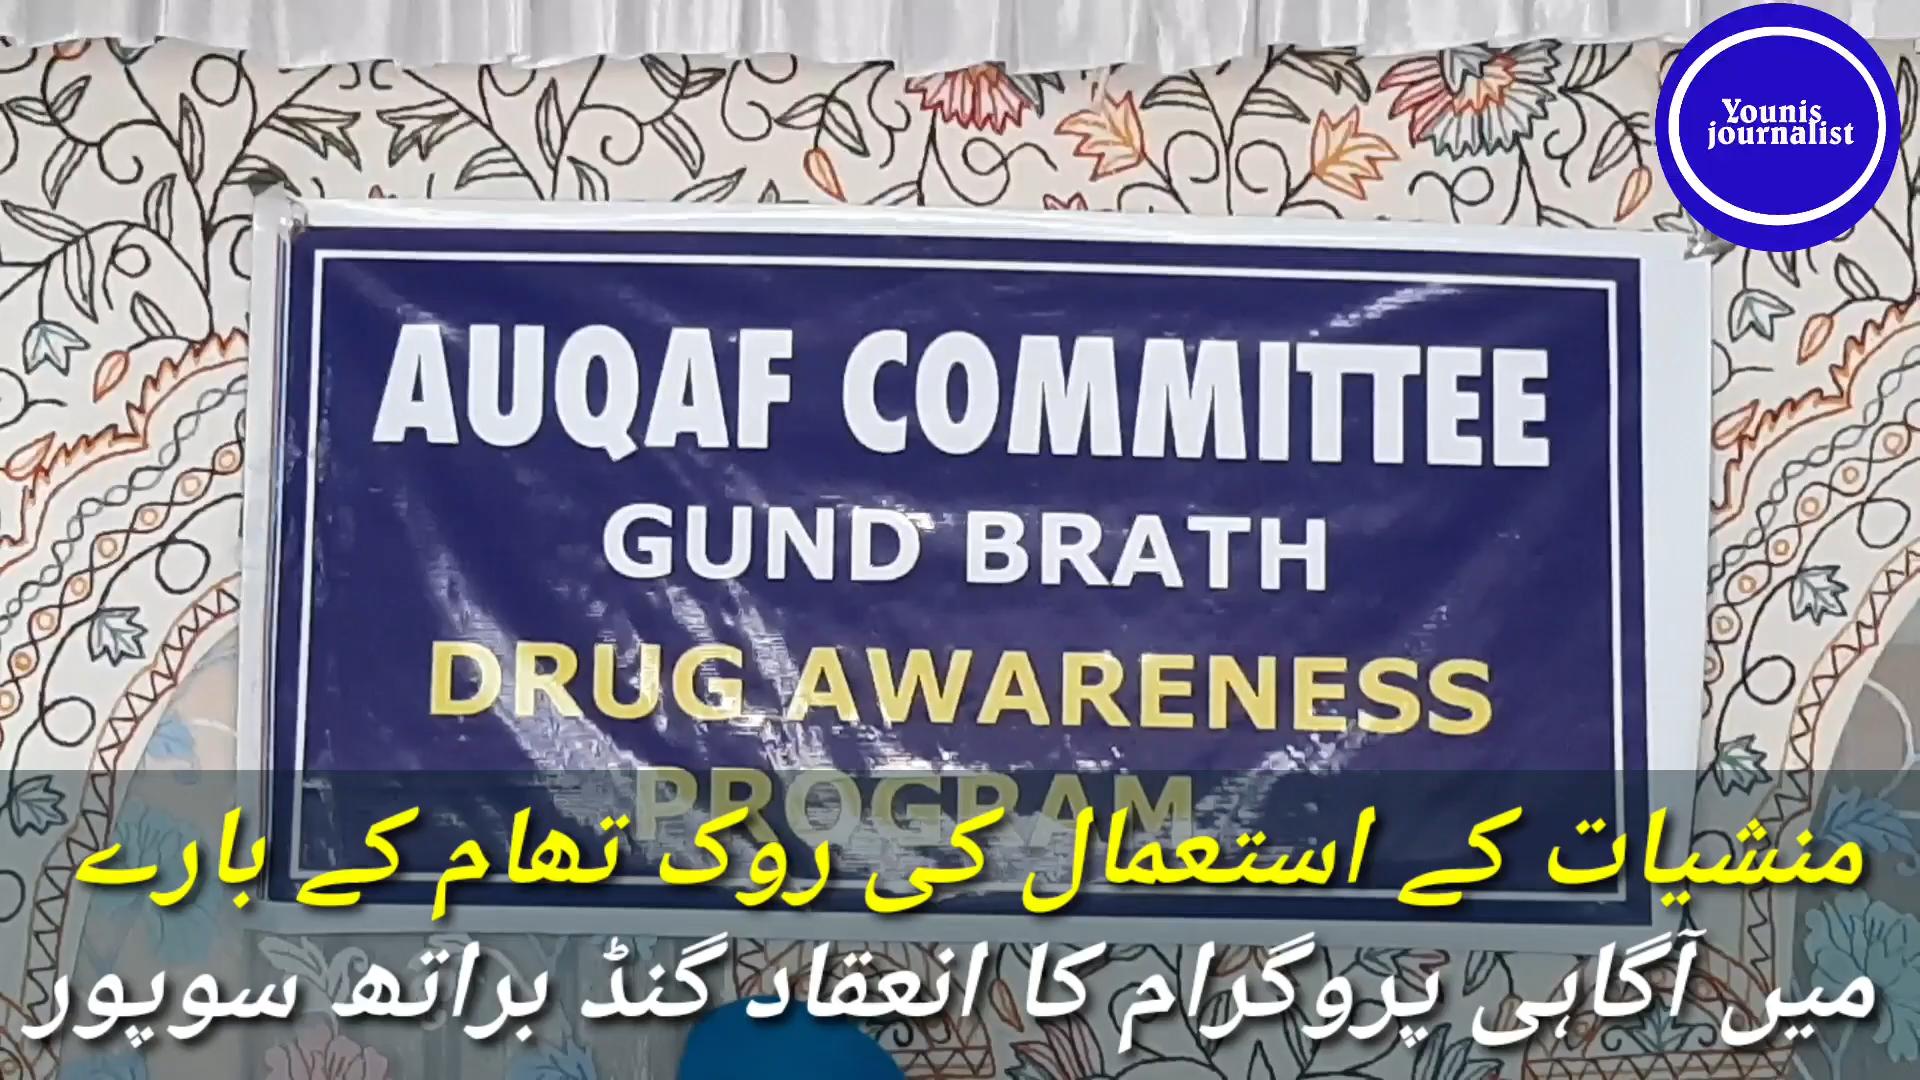 Younis
journalist
AUQAF COMMITTEE
GUND BRATH
DRUG AWARENESS
PROGRAM
منشیات کے استعمال کی روک تھام کے بارے
میں آگاہی پروگرام کا انعقاد گنڈ براتھ سوپور